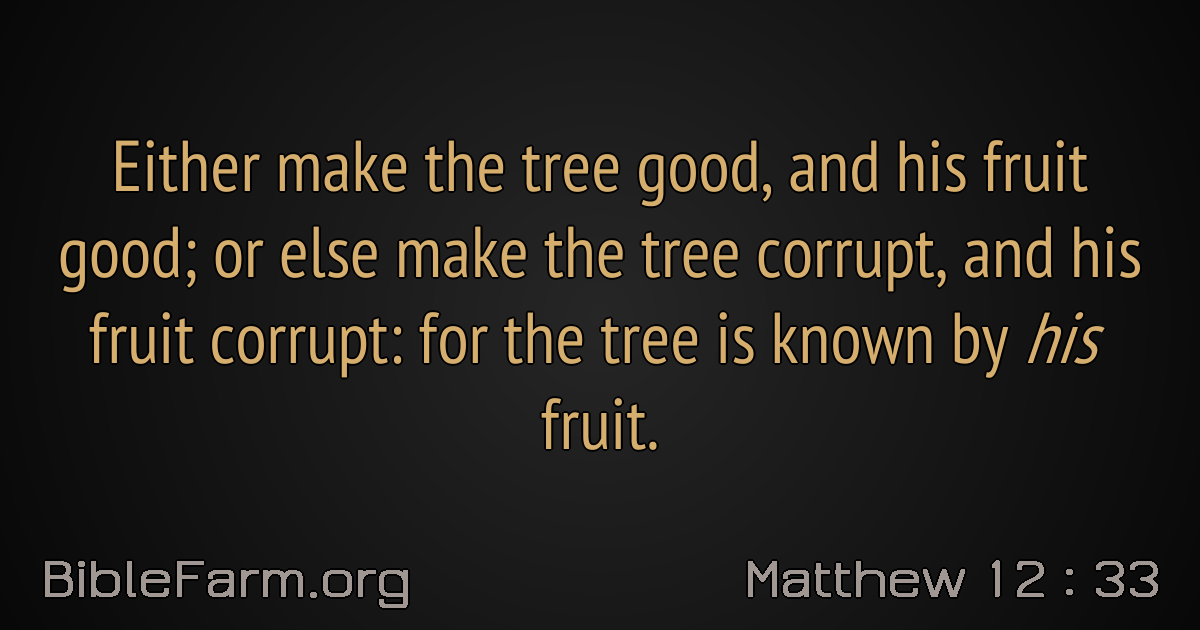 Either make the tree good, and his fruit
good; or else make the tree corrupt, and his
fruit corrupt: for the tree is known by his
fruit.
BibleFarm.org
Matthew 12 : 33